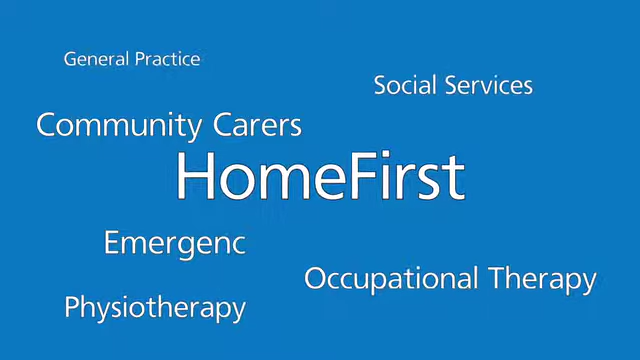 General Practice
Social Services
Community Carers
HomeFirst
Emergenc
Occupational Therapy
Physiotherapy